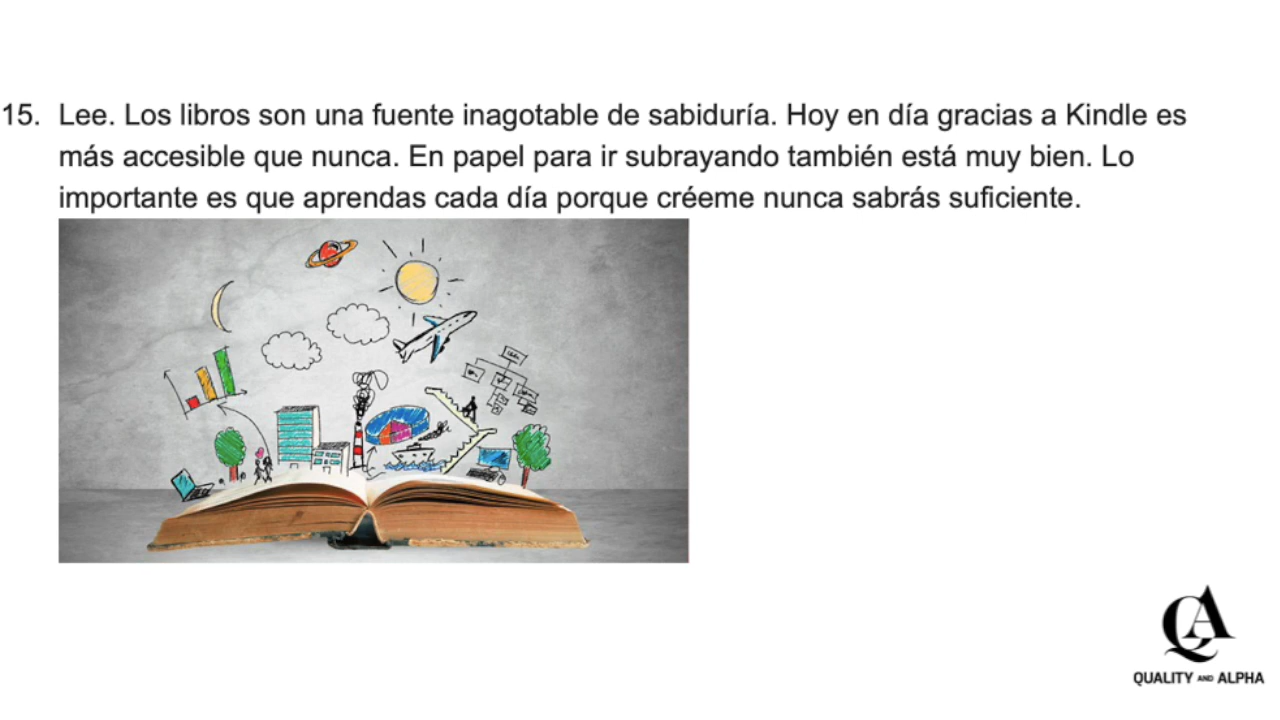 15. Lee. Los libros son una fuente inagotable de sabiduría. Hoy en día gracias a Kindle es
más accesible que nunca. En papel para ir subrayando también está muy bien. Lo
importante es que aprendas cada día porque créeme nunca sabrás suficiente.
QA
QUALITY AND ALPHA